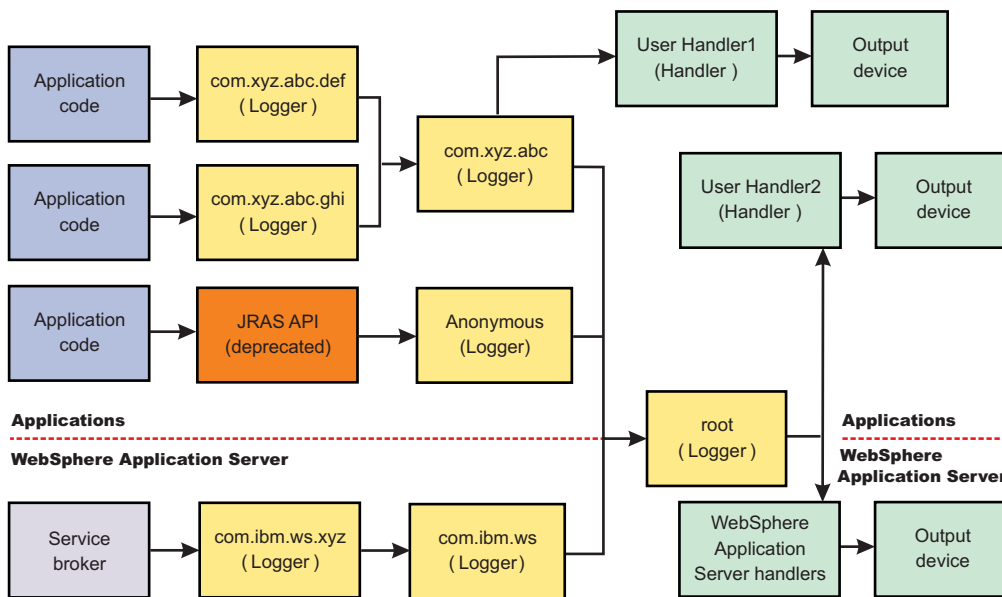 User Handler1
(Handler )
Output
device
Application
code
com.xyz.abc.def
( Logger )
com.xyz.abc
( Logger )
Application
code
com.xyz.abc.ghi
( Logger )
User Handler2
(Handler )
Output
device
Application
code
JRAS API
(deprecated)
Anonymous
(Logger)
Applications
WebSphere Application Server
root
( Logger )
Applications
WebSphere
Application Server
Service
broker
com.ibm.ws.xyz
( Logger )
com.ibm.ws
( Logger )
WebSphere
Application
Server handlers
Output
device